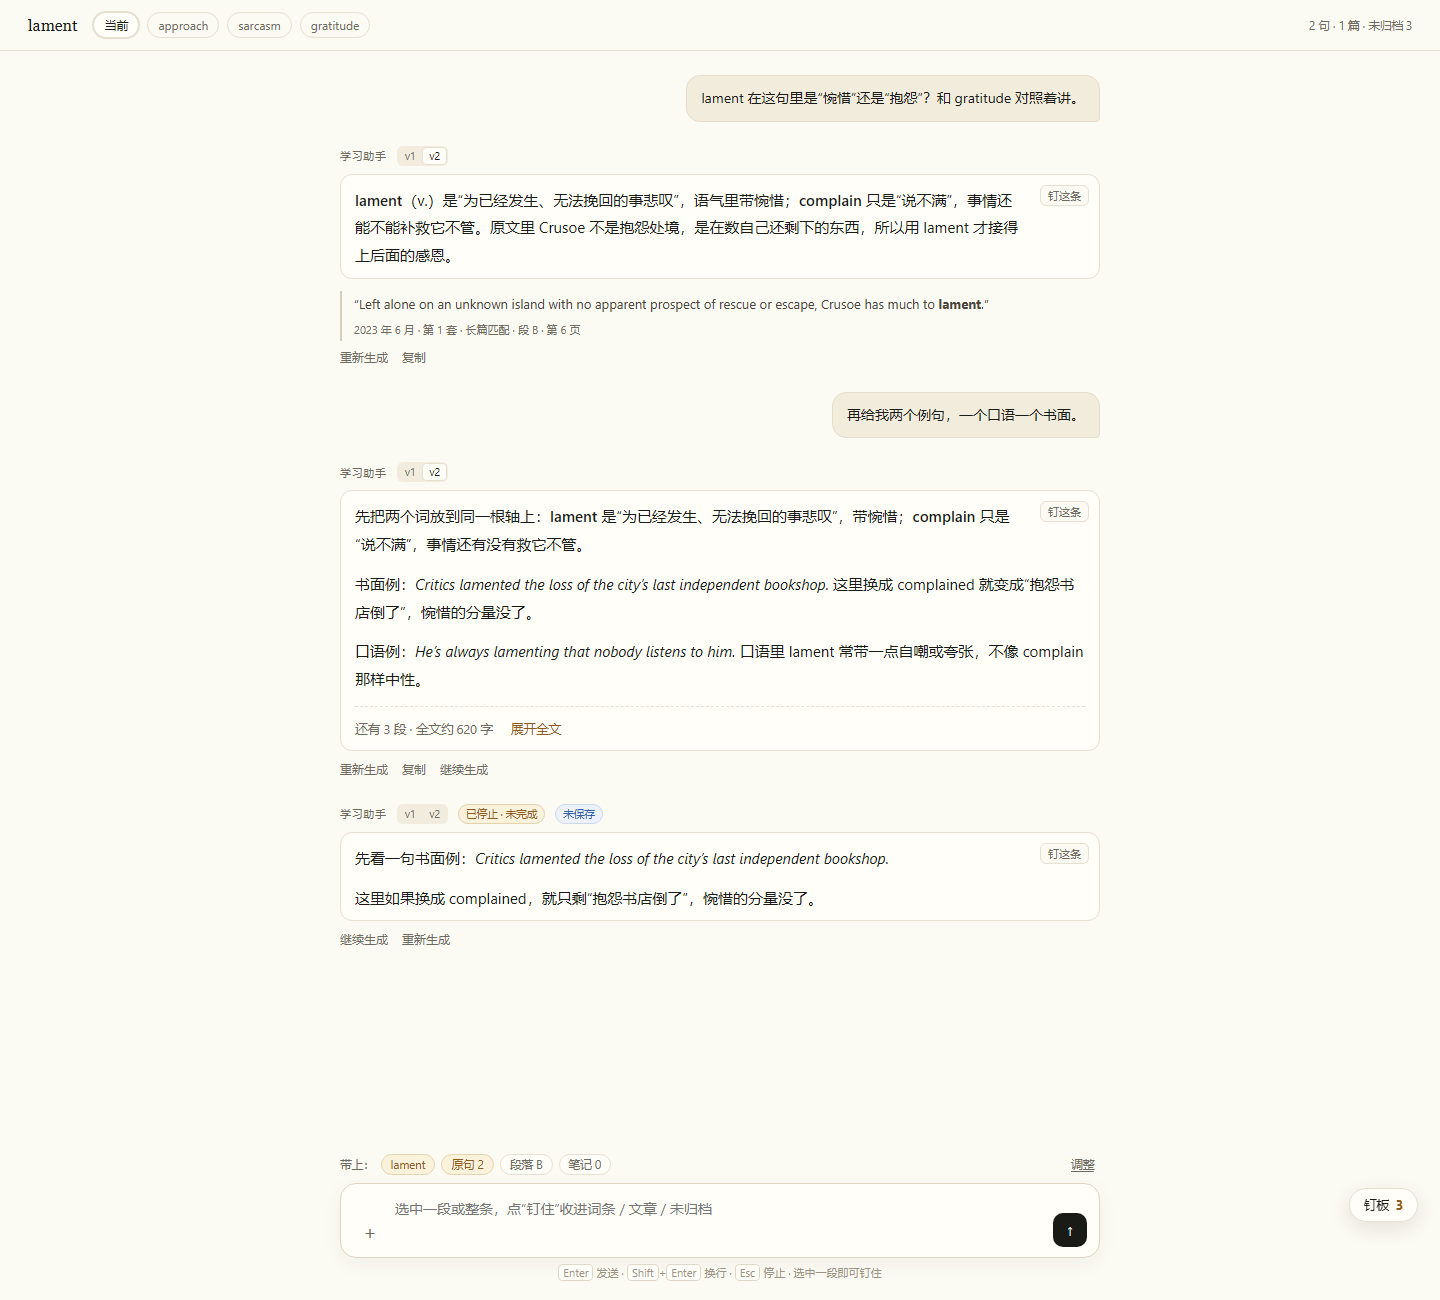 lament 当前 approach sarcasm gratitude 2 句 · 1 篇 · 未归档 3
lament 在这句里是“惋惜”还是“抱怨”？和 gratitude 对照着讲。
学习助手 v1 v2
lament（v.）是“为已经发生、无法挽回的事悲叹”，语气里带惋惜；complain 只是“说不满”，事情还 钉这条
能不能补救它不管。原文里 Crusoe 不是抱怨处境，是在数自己还剩下的东西，所以用 lament 才接得
上后面的感恩。
“Left alone on an unknown island with no apparent prospect of rescue or escape, Crusoe has much to lament.”
2023 年 6 月 · 第 1 套 · 长篇匹配 · 段 B · 第 6 页
重新生成 复制
再给我两个例句，一个口语一个书面。
学习助手 v1 v2
先把两个词放到同一根轴上：lament 是“为已经发生、无法挽回的事悲叹”，带惋惜；complain 只是 钉这条
“说不满”，事情还有没有救它不管。
书面例：Critics lamented the loss of the city’s last independent bookshop. 这里换成 complained 就变成“抱怨书
店倒了”，惋惜的分量没了。
口语例：He’s always lamenting that nobody listens to him. 口语里 lament 常带一点自嘲或夸张，不像 complain
那样中性。
还有 3 段 · 全文约 620 字 展开全文
重新生成 复制 继续生成
学习助手 v1 v2 已停止 · 未完成 未保存
先看一句书面例：Critics lamented the loss of the city’s last independent bookshop. 钉这条
这里如果换成 complained，就只剩“抱怨书店倒了”，惋惜的分量没了。
继续生成 重新生成
带上： lament 原句 2 段落 B 笔记 0 调整
选中一段或整条，点“钉住”收进词条 / 文章 / 未归档
+ ↑
钉板 3
Enter 发送 · Shift+Enter 换行 · Esc 停止 · 选中一段即可钉住